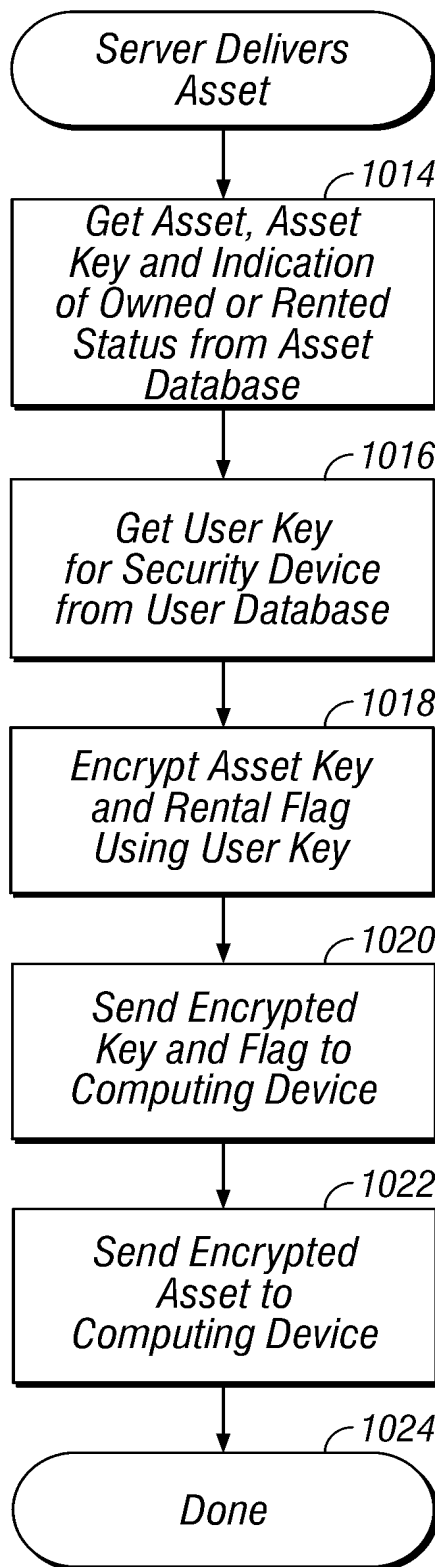 Server Delivers
Asset
1014
Get Asset, Asset
Key and Indication
of Owned or Rented
Status from Asset
Database
1016
Get User Key
for Security Device
from User Database
1018
Encrypt Asset Key
and Rental Flag
Using User Key
1020
Send Encrypted
Key and Flag to
Computing Device
1022
Send Encrypted
Asset to
Computing Device
1024
Done